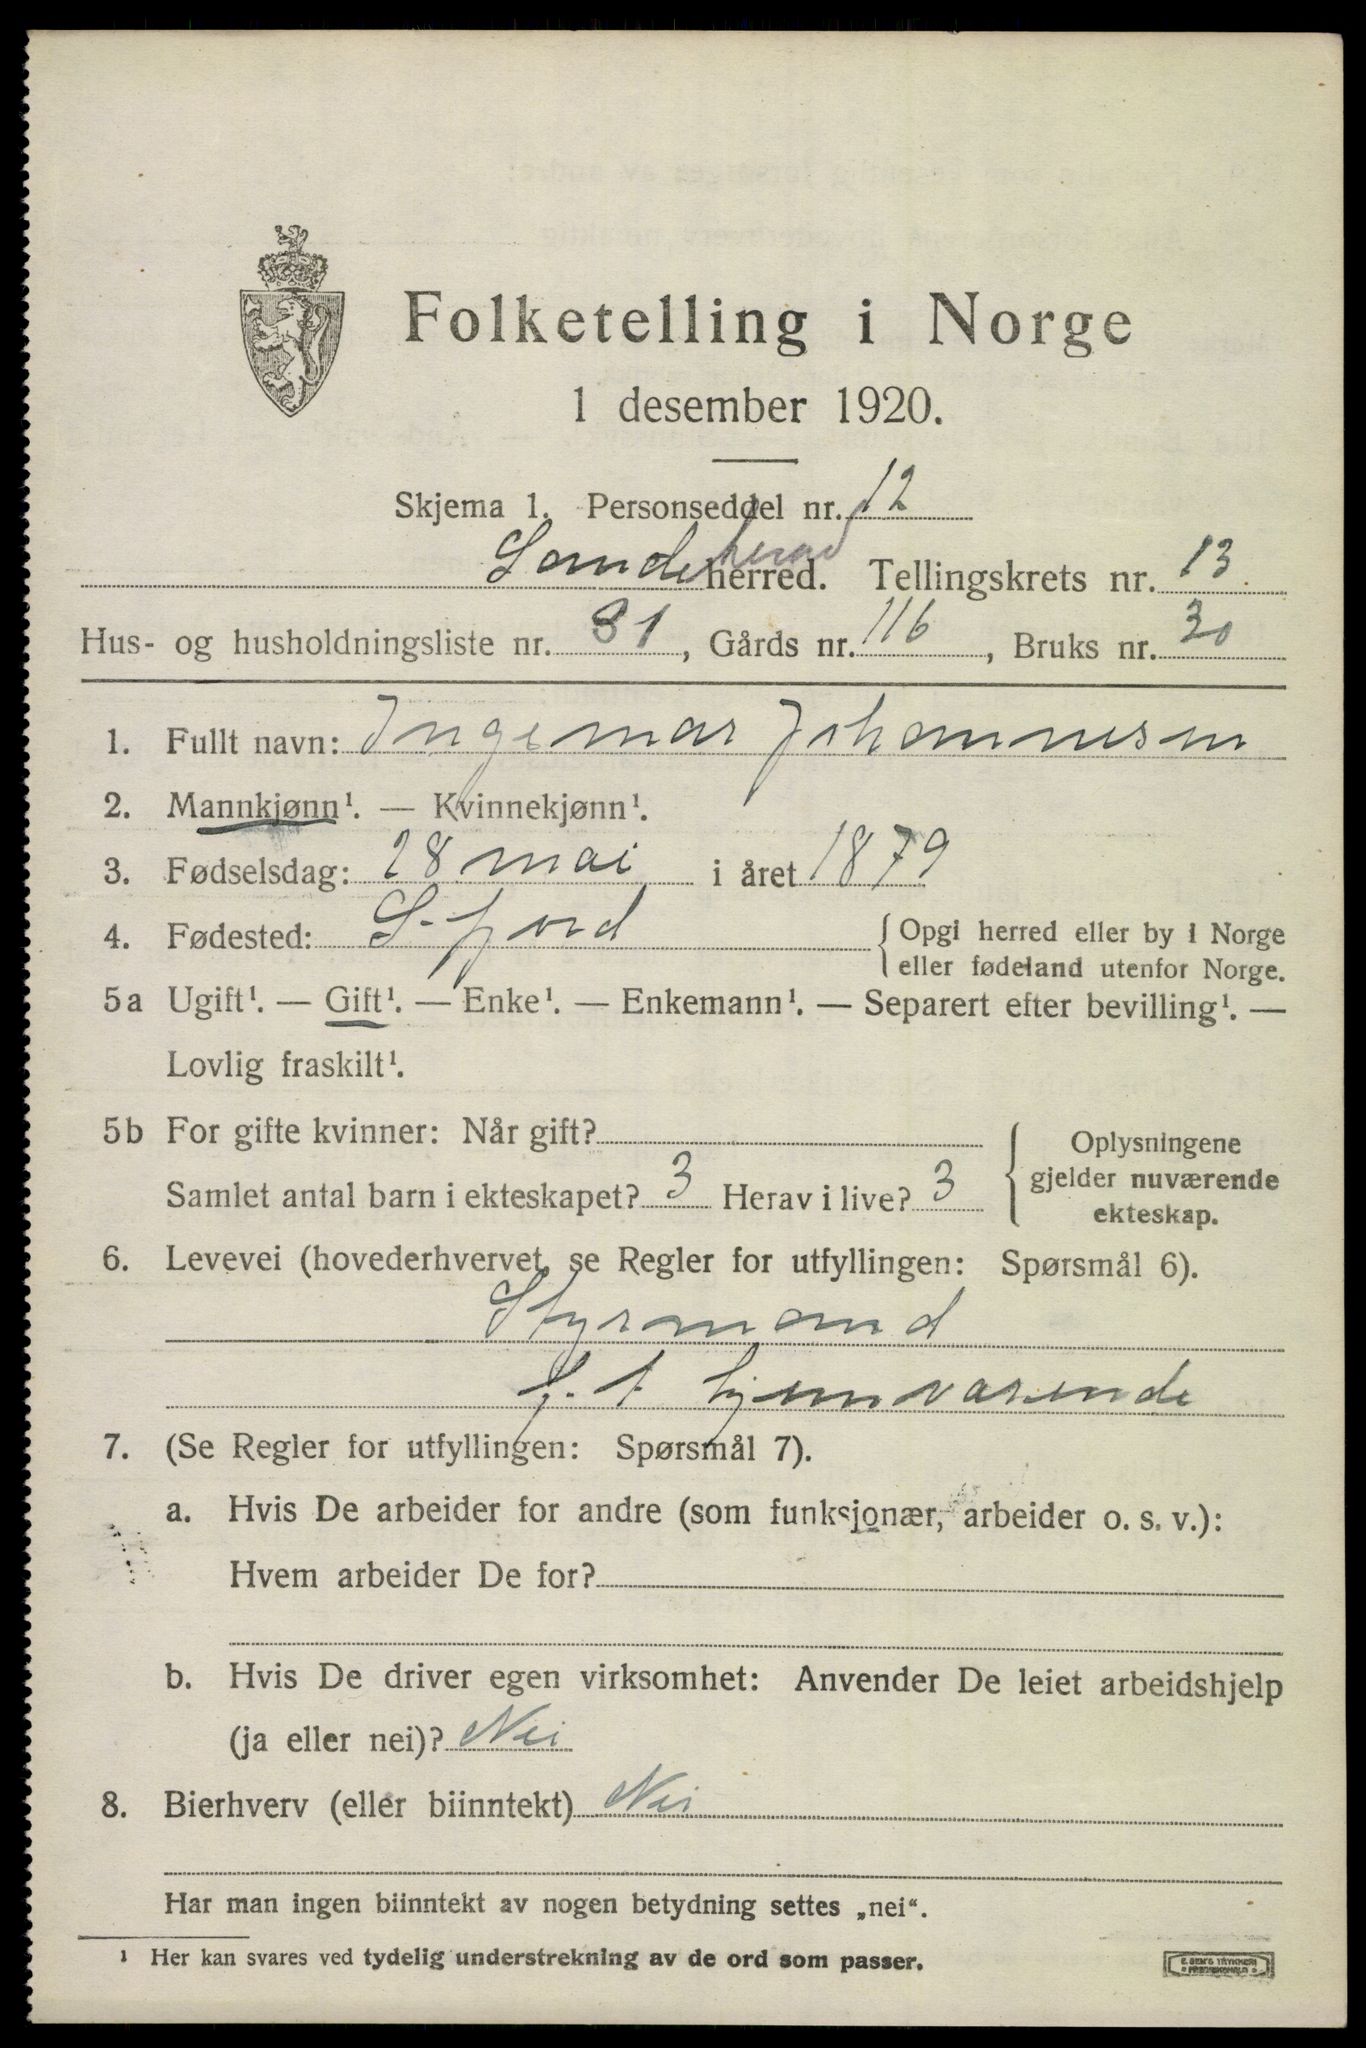 Folketelling i Norge
1 desember 1920.
Skjema 1. Personseddel nr. 12
Sandeherad herred. Tellingskrets nr. 13
Hus- og husholdningsliste nr. 81, Gårds nr. 116, Bruks nr. 30
1. Fullt navn: Ingemar Johannesen
2. Mannkjønn¹. — Kvinnekjønn¹.
3. Fødselsdag: 28 mai i året 1879
4. Fødested: S-fjord { Opgi herred eller by i Norge
eller fødeland utenfor Norge.
5a Ugift¹. — Gift¹. — Enke¹. — Enkemann¹. — Separert efter bevilling¹. —
Lovlig fraskilt¹.
5b For gifte kvinner: Når gift?
Samlet antal barn i ekteskapet? 3 Herav i live? 3
Oplysningene
gjelder nuværende
ekteskap.
6. Levevei (hovederhvervet, se Regler for utfyllingen: Spørsmål 6).
Styrmand
f. t. hjemværende
7. (Se Regler for utfyllingen: Spørsmål 7).
a. Hvis De arbeider for andre (som funksjonær, arbeider o. s. v.):
Hvem arbeider De for?
b. Hvis De driver egen virksomhet: Anvender De leiet arbeidshjelp
(ja eller nei)? Nei
8. Bierhverv (eller biinntekt) Nei
Har man ingen biinntekt av nogen betydning settes „nei“.
¹ Her kan svares ved tydelig understrekning av de ord som passer.
E. SEM'S TRYKKERI
FREDRIKSHALD